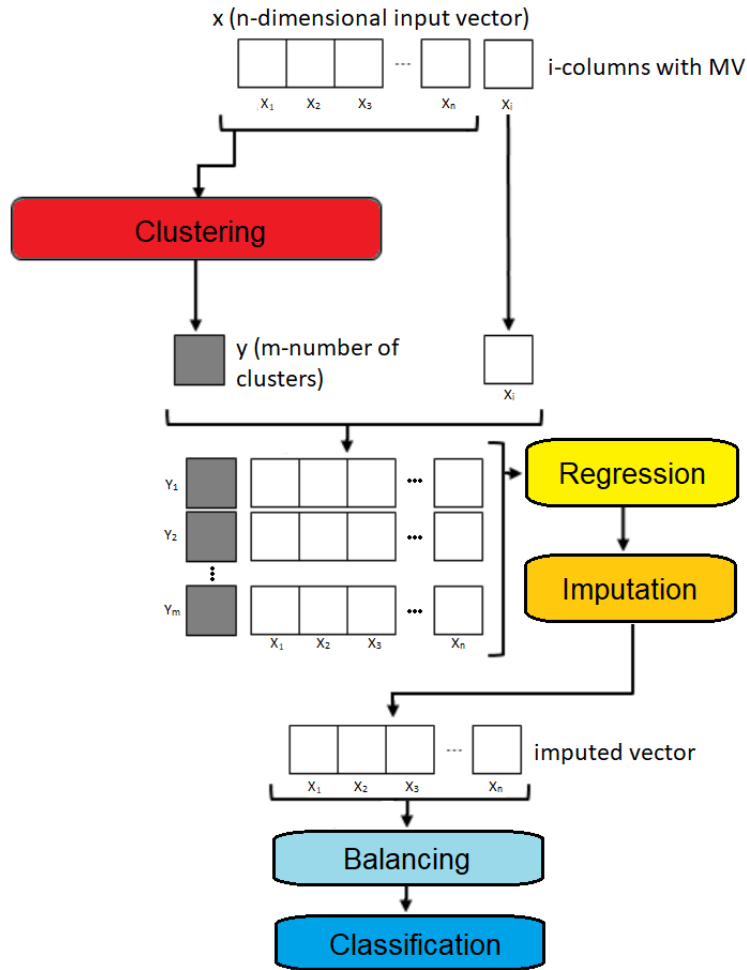 x (n-dimensional input vector)
i-columns with MV
X₁ X₂ X₃ Xₙ Xᵢ
Clustering
y (m-number of
clusters)
Xᵢ
Y₁
Regression
Y₂
Imputation
Yₘ
X₁ X₂ X₃ Xₙ
imputed vector
X₁ X₂ X₃ Xₙ
Balancing
Classification